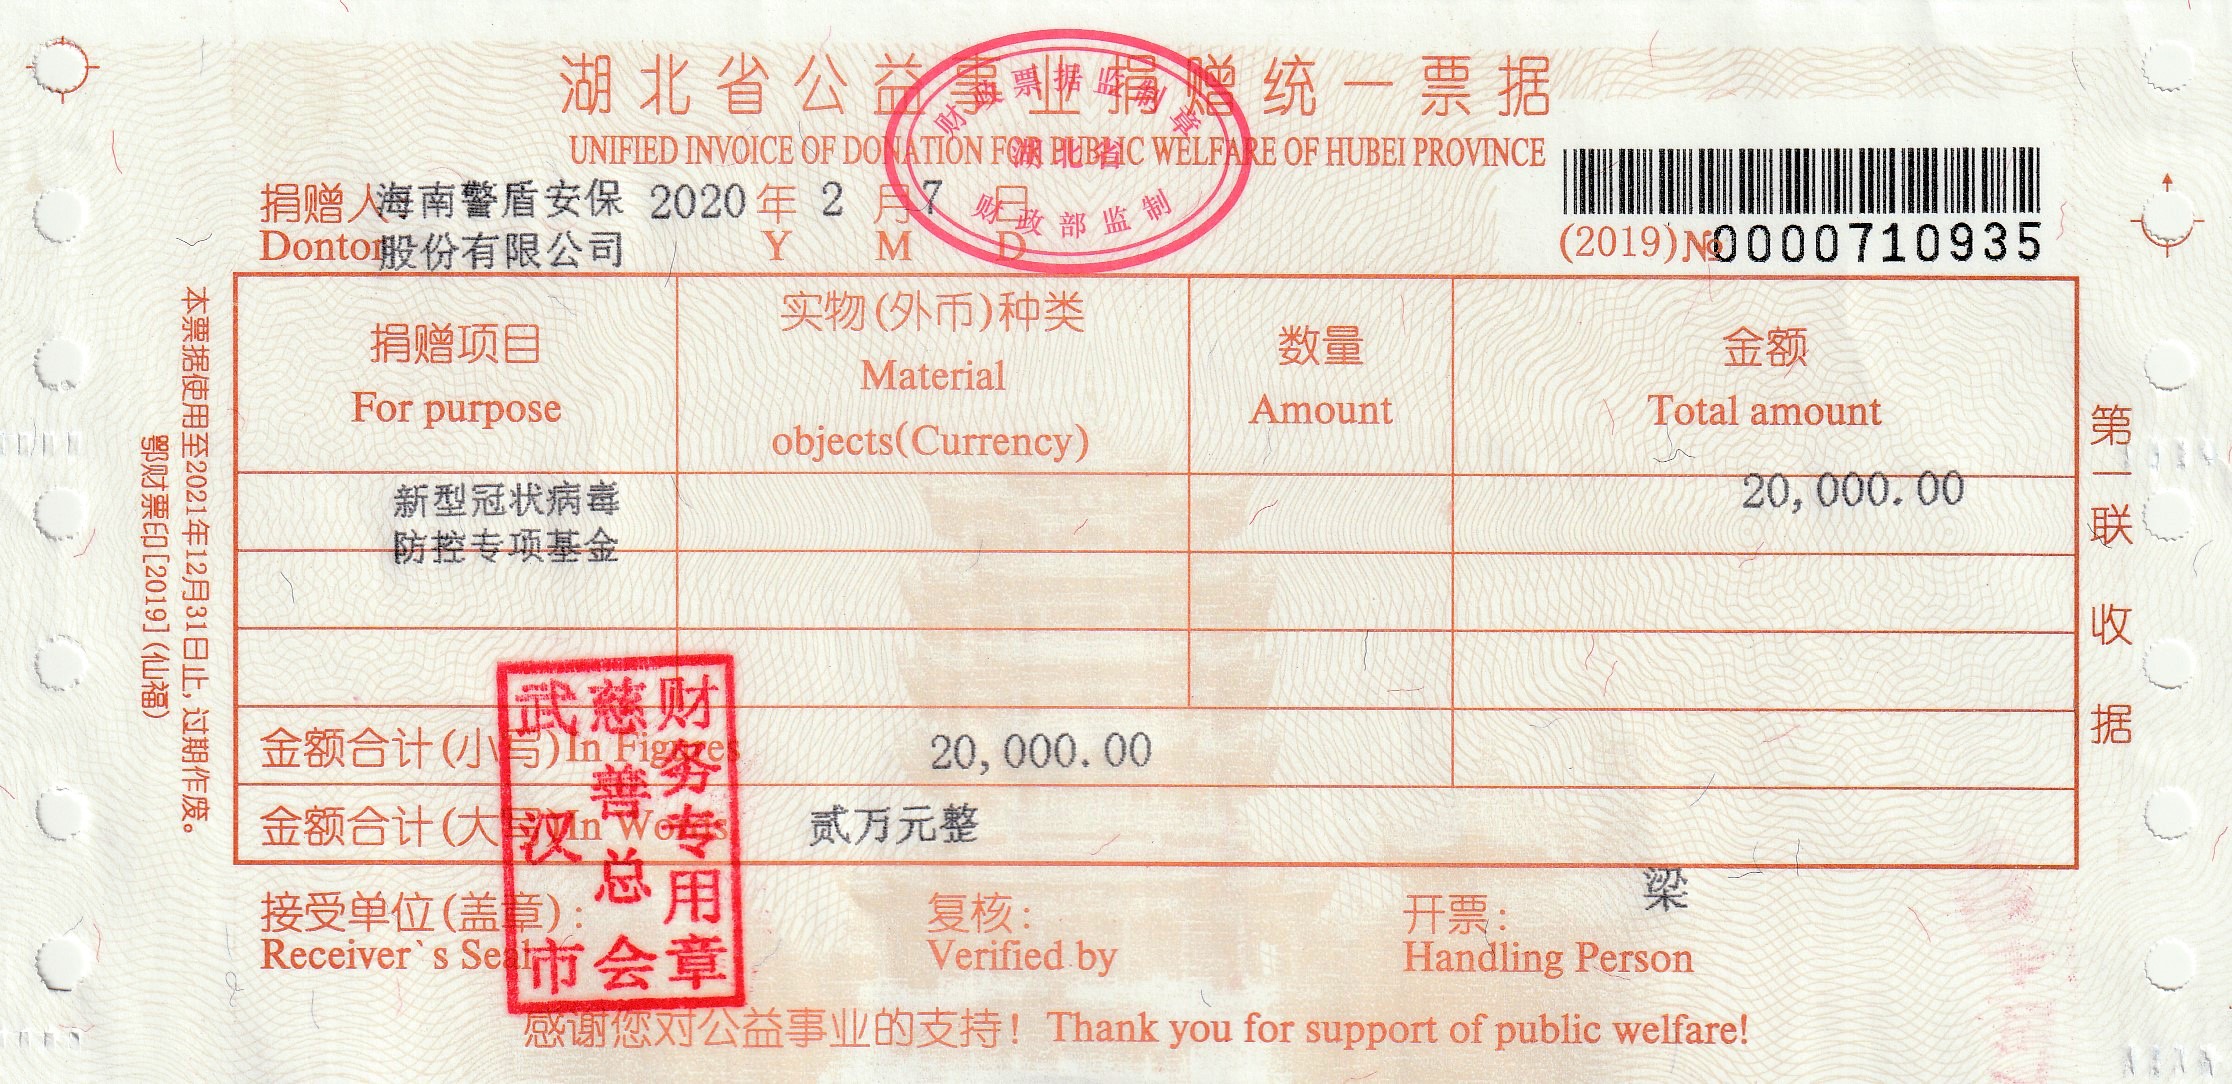 湖北省公益事业捐赠统一票据
UNIFIED INVOICE OF DONATION FOR PUBLIC WELFARE OF HUBEI PROVINCE
财政票据监制章
湖北省
财政部监制
捐赠人 海南警盾安保 2020 年 2 月 7 日
Dontor 股份有限公司 Y M D
(2019)№0000710935
捐赠项目
For purpose
实物(外币)种类
Material
objects(Currency)
数量
Amount
金额
Total amount
新型冠状病毒
防控专项基金
20,000.00
金额合计(小写)In Figures 20,000.00
金额合计(大写)In Words 贰万元整
接受单位(盖章):
Receiver`s Seal
武汉市
慈善总会
财务专用章
复核:
Verified by
开票: 梁
Handling Person
感谢您对公益事业的支持! Thank you for support of public welfare!
本票据使用至2021年12月31日止,过期作废。
鄂财票印[2019](仙福)
第一联 收据